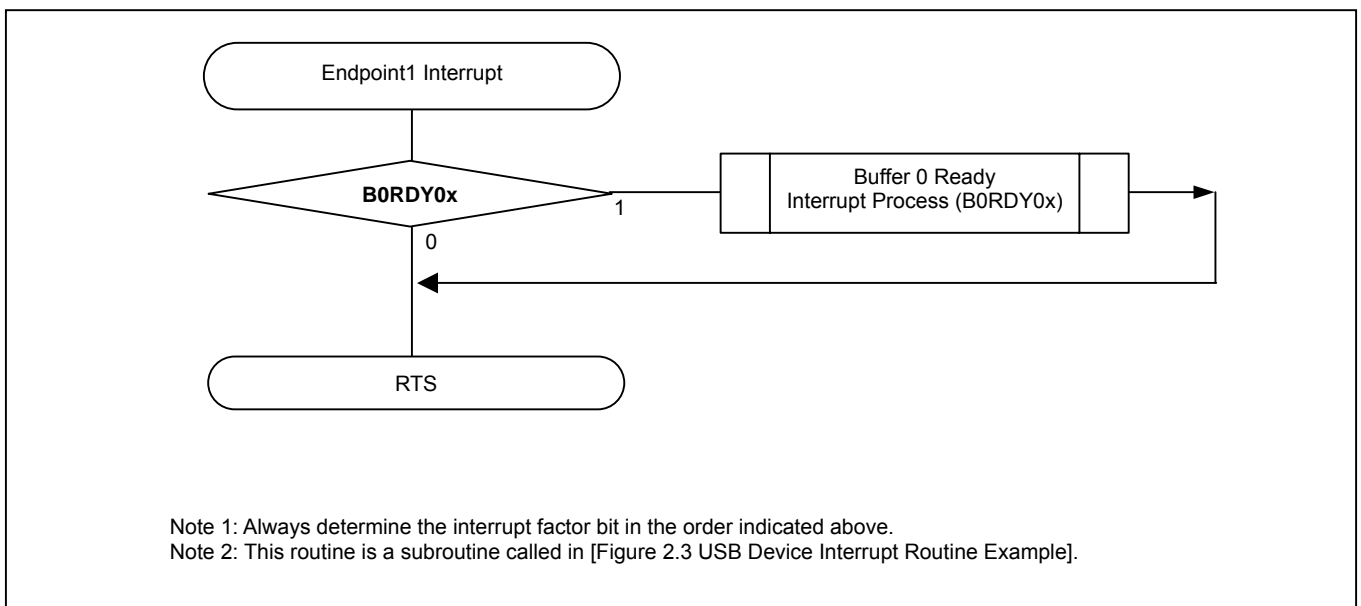 Endpoint1 Interrupt
B0RDY0x
1
0
Buffer 0 Ready
Interrupt Process (B0RDY0x)
RTS
Note 1: Always determine the interrupt factor bit in the order indicated above.
Note 2: This routine is a subroutine called in [Figure 2.3 USB Device Interrupt Routine Example].